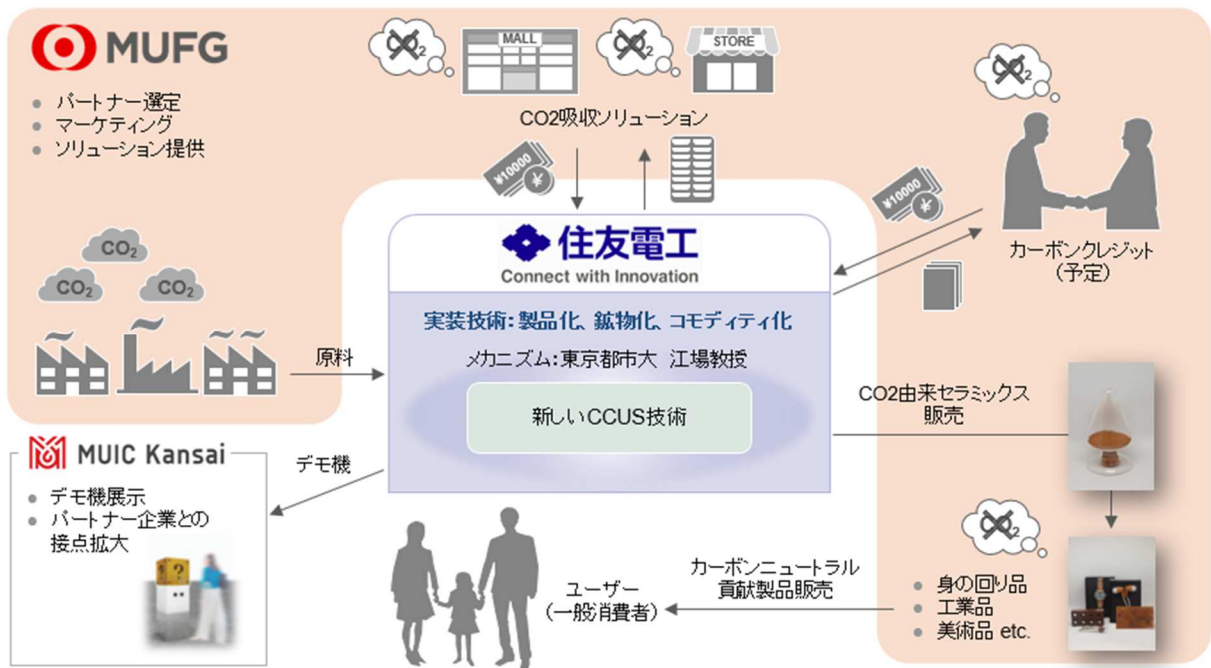 MUFG
● パートナー選定
● マーケティング
● ソリューション提供
CO₂
MALL
CO₂
STORE
CO2吸収ソリューション
¥10000
¥
CO₂
¥10000
¥
カーボンクレジット
（予定）
住友電工
Connect with Innovation
実装技術：製品化、鉱物化、コモディティ化
メカニズム：東京都市大 江場教授
新しいCCUS技術
CO₂
CO₂
CO₂
原料
CO2由来セラミックス
販売
MUIC Kansai
デモ機
● デモ機展示
● パートナー企業との
接点拡大
?
?
CO₂
ユーザー
（一般消費者）
カーボンニュートラル
貢献製品販売
● 身の回り品
● 工業品
● 美術品 etc.